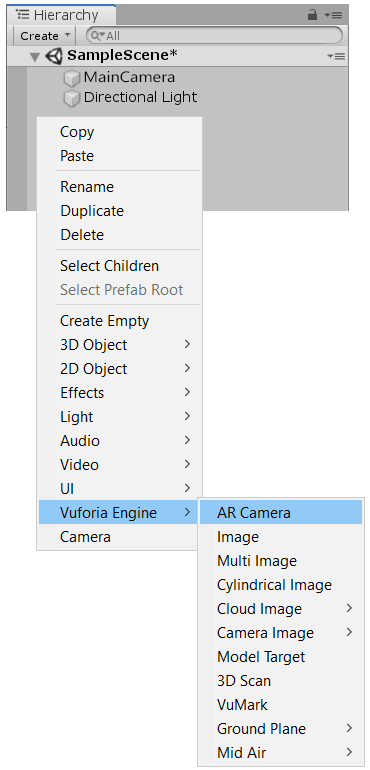 Hierarchy
Create
All
SampleScene*
MainCamera
Directional Light
Copy
Paste
Rename
Duplicate
Delete
Select Children
Select Prefab Root
Create Empty
3D Object
2D Object
Effects
Light
Audio
Video
UI
Vuforia Engine
Camera
AR Camera
Image
Multi Image
Cylindrical Image
Cloud Image
Camera Image
Model Target
3D Scan
VuMark
Ground Plane
Mid Air